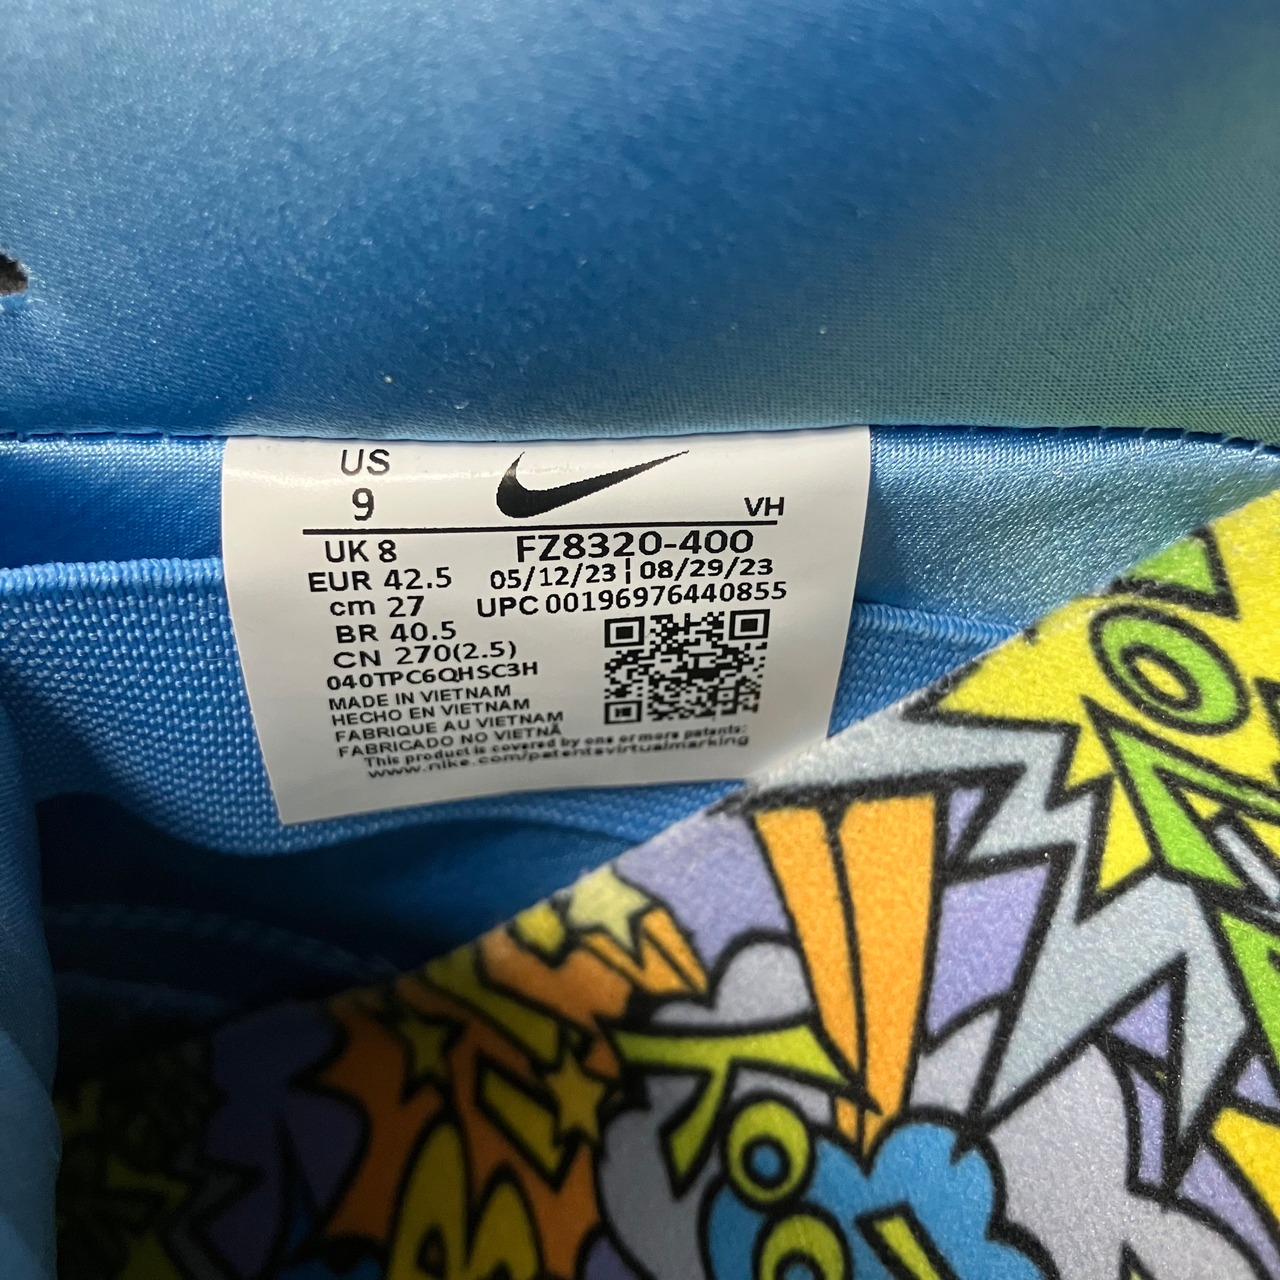 US
9
VH
UK 8
FZ8320-400
EUR 42.5
05/12/23 | 08/29/23
cm 27
UPC 00196976440855
BR 40.5
CN 270(2.5)
040TPC6QHSC3H
MADE IN VIETNAM
HECHO EN VIETNAM
FABRIQUE AU VIETNAM
FABRICADO NO VIETNÃ
This product is covered by one or more patents:
www.nike.com/patentsvirtualmarking